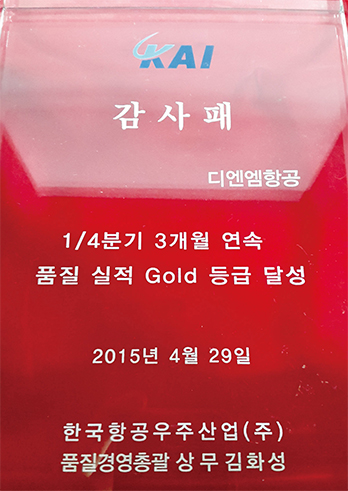 KAI
감사패
디엔엠항공
1/4분기 3개월 연속
품질 실적 Gold 등급 달성
2015년 4월 29일
한국항공우주산업(주)
품질경영총괄 상무 김화성